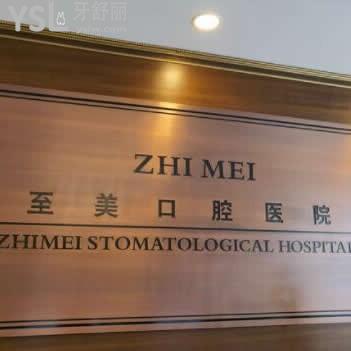 YSL 牙舒丽
ZHI MEI
至美口腔医院
ZHIMEI STOMATOLOGICAL HOSPITAL